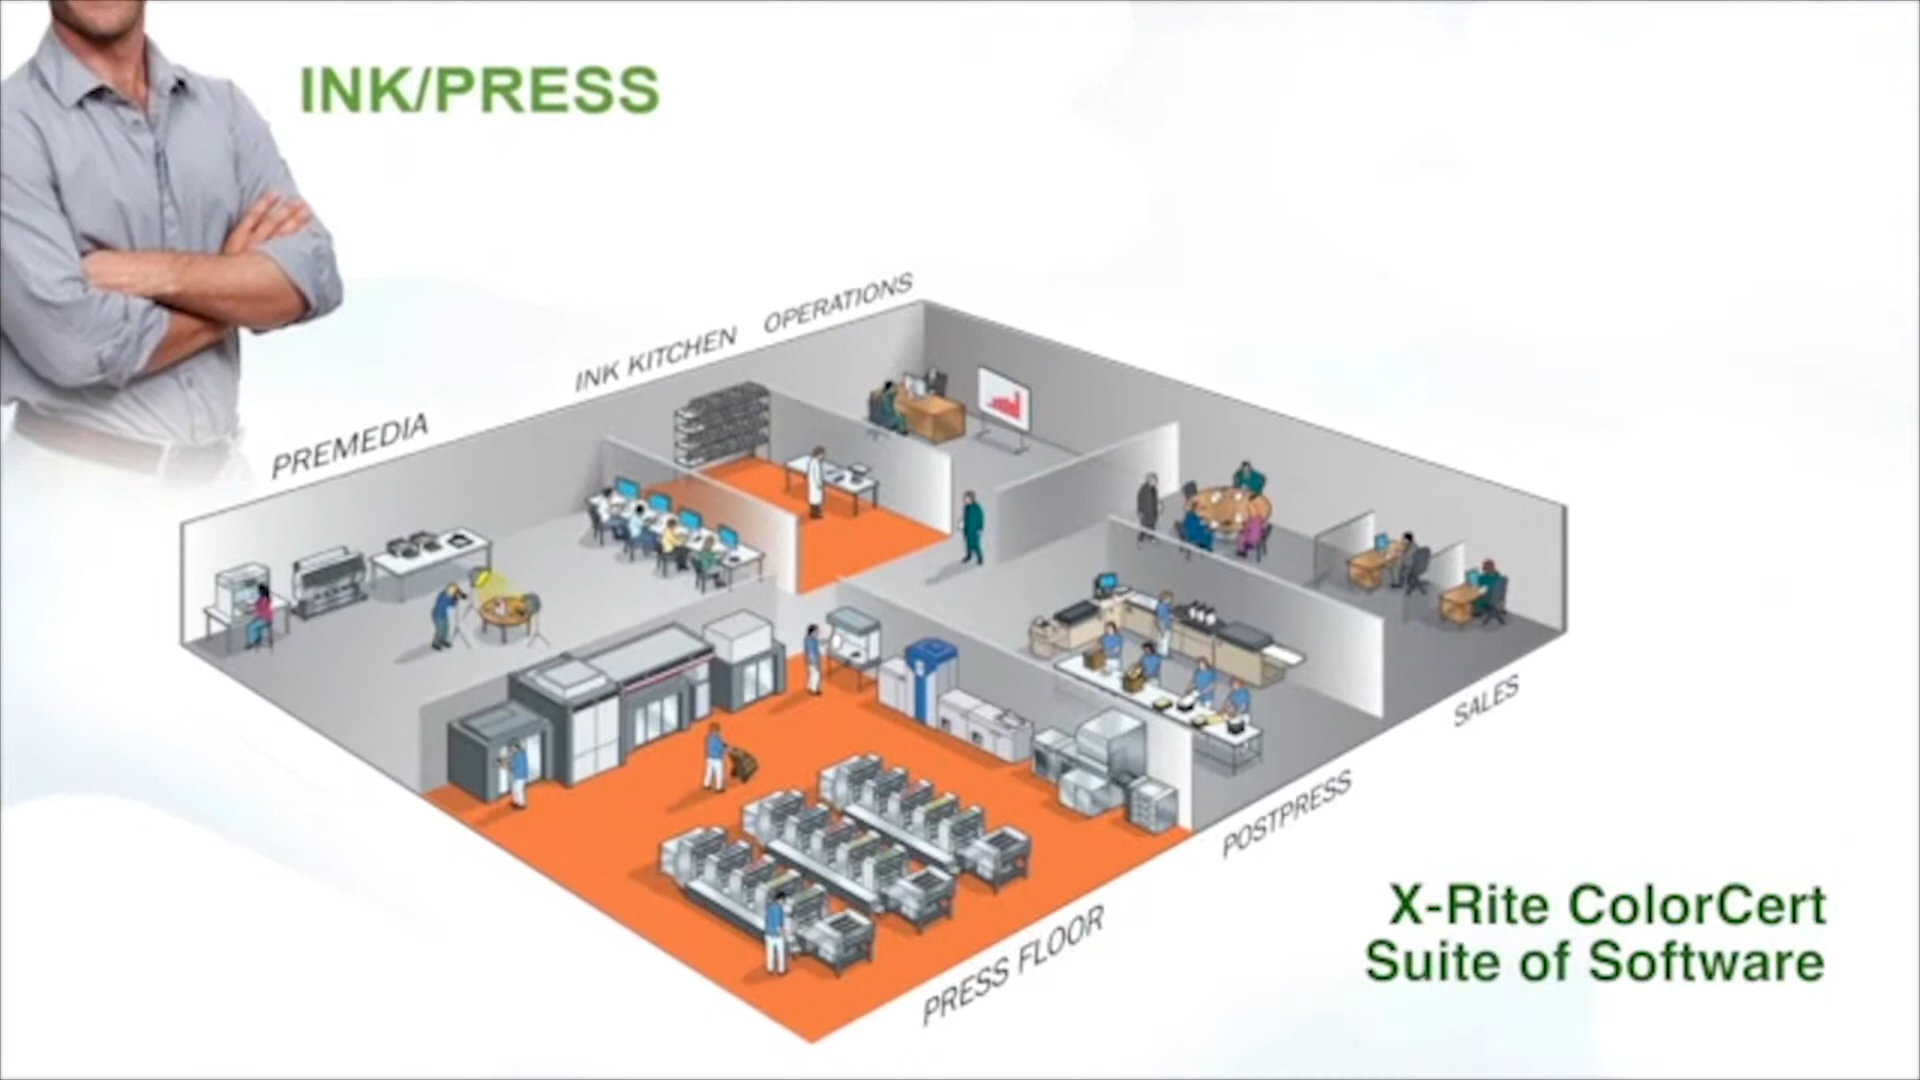 INK/PRESS
OPERATIONS
INK KITCHEN
PREMEDIA
SALES
POSTPRESS
PRESS FLOOR
X-Rite ColorCert
Suite of Software